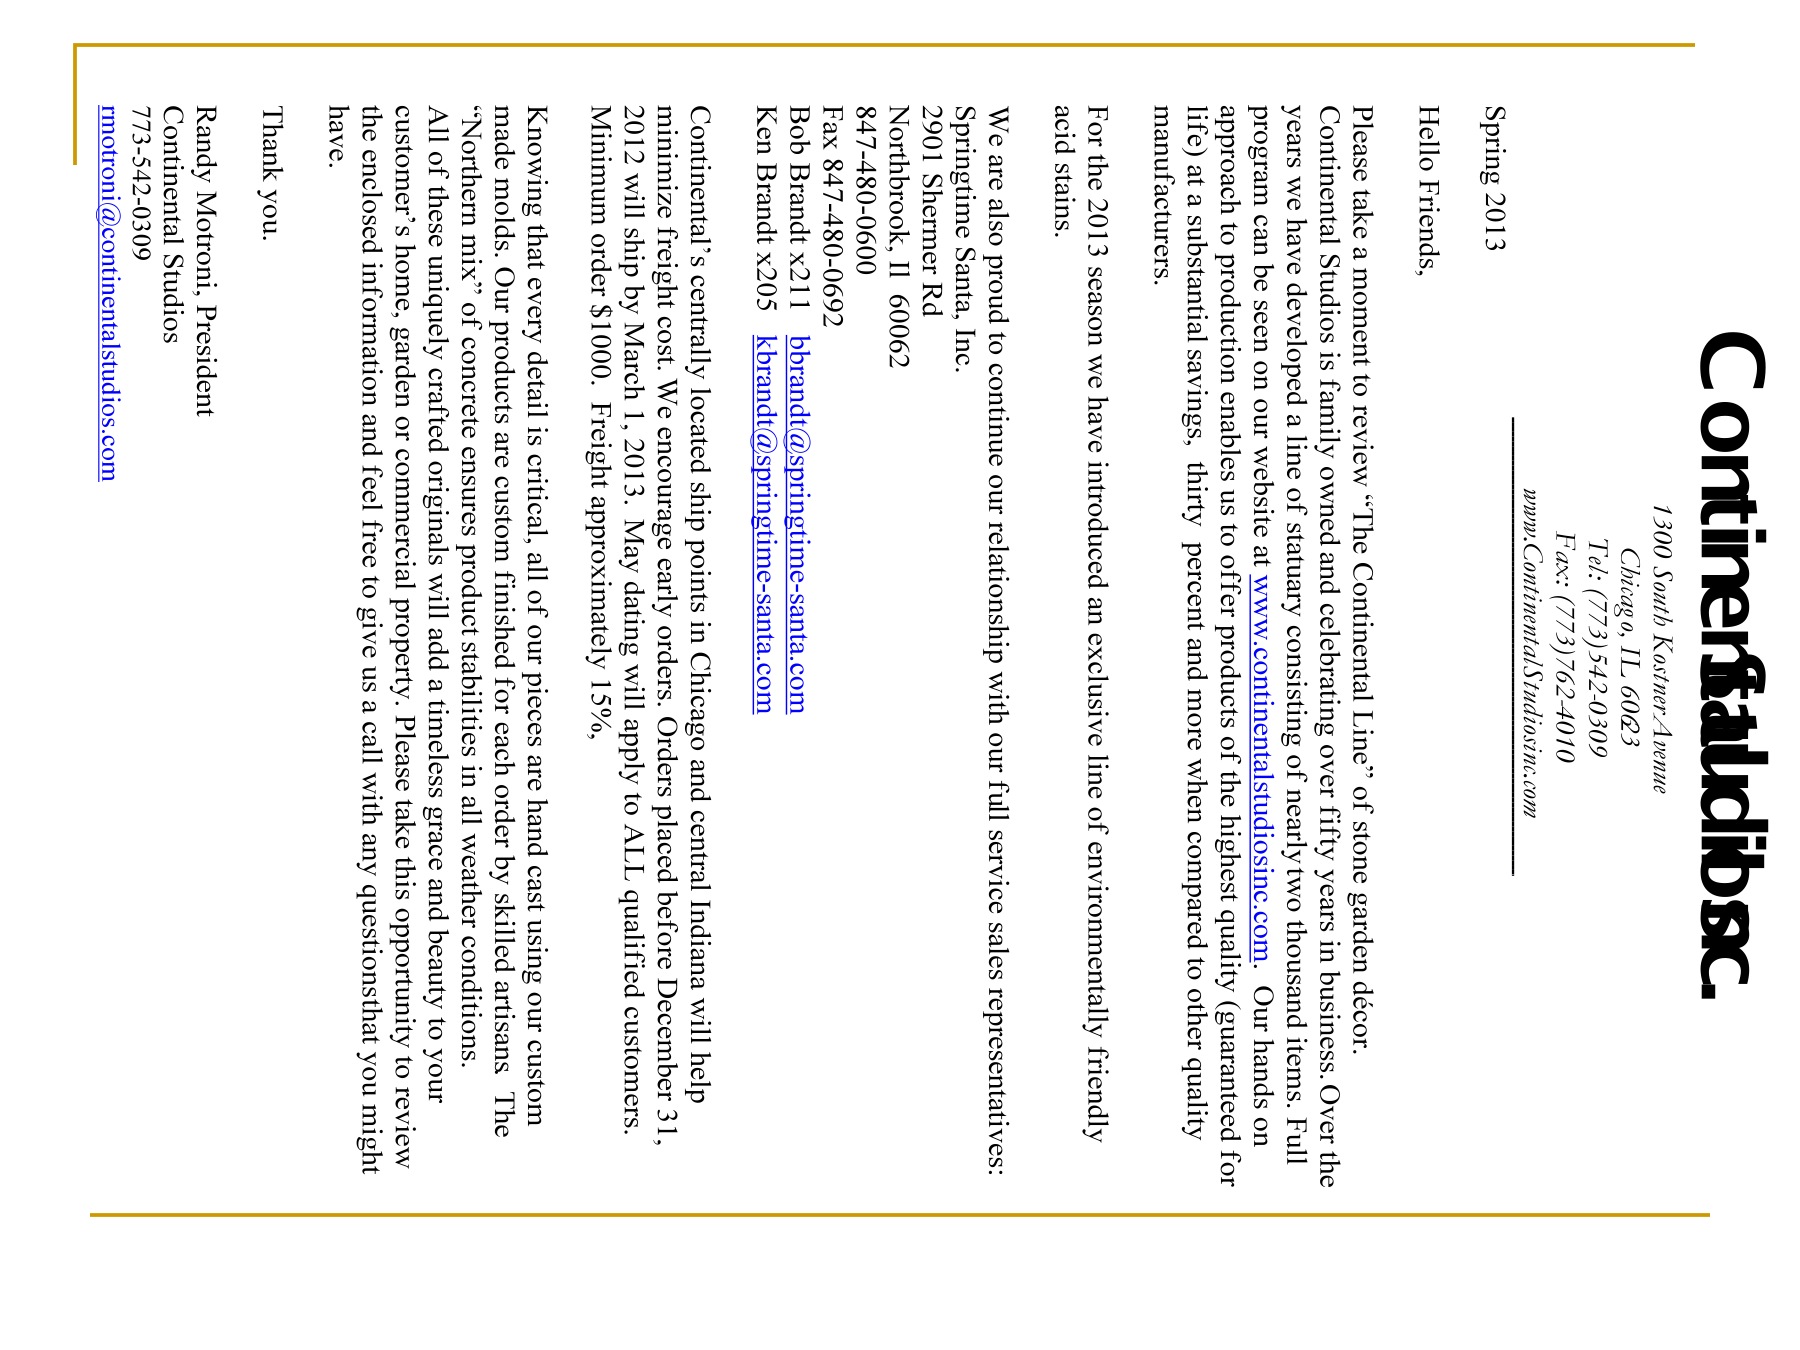 Continental Studios Inc.
1300 South Kostner Avenue
Chicago, IL 60623
Tel: (773)542-0309
Fax: (773)762-4010
www.ContinentalStudiosinc.com
Spring 2013
Hello Friends,
Please take a moment to review “The Continental Line” of stone garden décor.
Continental Studios is family owned and celebrating over fifty years in business. Over the
years we have developed a line of statuary consisting of nearly two thousand items. Full
program can be seen on our website at www.continentalstudiosinc.com. Our hands on
approach to production enables us to offer products of the highest quality (guaranteed for
life) at a substantial savings, thirty percent and more when compared to other quality
manufacturers.
For the 2013 season we have introduced an exclusive line of environmentally friendly
acid stains.
We are also proud to continue our relationship with our full service sales representatives:
Springtime Santa, Inc.
2901 Shermer Rd
Northbrook, Il 60062
847-480-0600
Fax 847-480-0692
Bob Brandt x211 bbrandt@springtime-santa.com
Ken Brandt x205 kbrandt@springtime-santa.com
Continental’s centrally located ship points in Chicago and central Indiana will help
minimize freight cost. We encourage early orders. Orders placed before December 31,
2012 will ship by March 1, 2013. May dating will apply to ALL qualified customers.
Minimum order $1000. Freight approximately 15%,
Knowing that every detail is critical, all of our pieces are hand cast using our custom
made molds. Our products are custom finished for each order by skilled artisans. The
“Northern mix” of concrete ensures product stabilities in all weather conditions.
All of these uniquely crafted originals will add a timeless grace and beauty to your
customer’s home, garden or commercial property. Please take this opportunity to review
the enclosed information and feel free to give us a call with any questionsthat you might
have.
Thank you.
Randy Motroni, President
Continental Studios
773-542-0309
rmotroni@continentalstudios.com